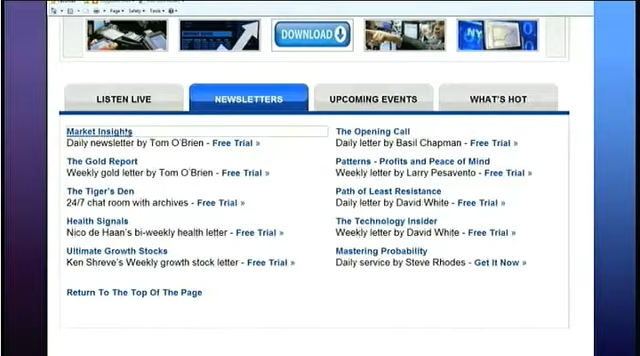 Page ▾ Safety ▾ Tools ▾
DOWNLOAD
LISTEN LIVE
NEWSLETTERS
UPCOMING EVENTS
WHAT'S HOT
Market Insights
Daily newsletter by Tom O'Brien - Free Trial »
The Gold Report
Weekly gold letter by Tom O'Brien - Free Trial »
The Tiger's Den
24/7 chat room with archives - Free Trial »
Health Signals
Nico de Haan's bi-weekly health letter - Free Trial »
Ultimate Growth Stocks
Ken Shreve's Weekly growth stock letter - Free Trial »
Return To The Top Of The Page
The Opening Call
Daily letter by Basil Chapman - Free Trial »
Patterns - Profits and Peace of Mind
Weekly letter by Larry Pesavento - Free Trial »
Path of Least Resistance
Daily letter by David White - Free Trial »
The Technology Insider
Weekly letter by David White - Free Trial »
Mastering Probability
Daily service by Steve Rhodes - Get It Now »